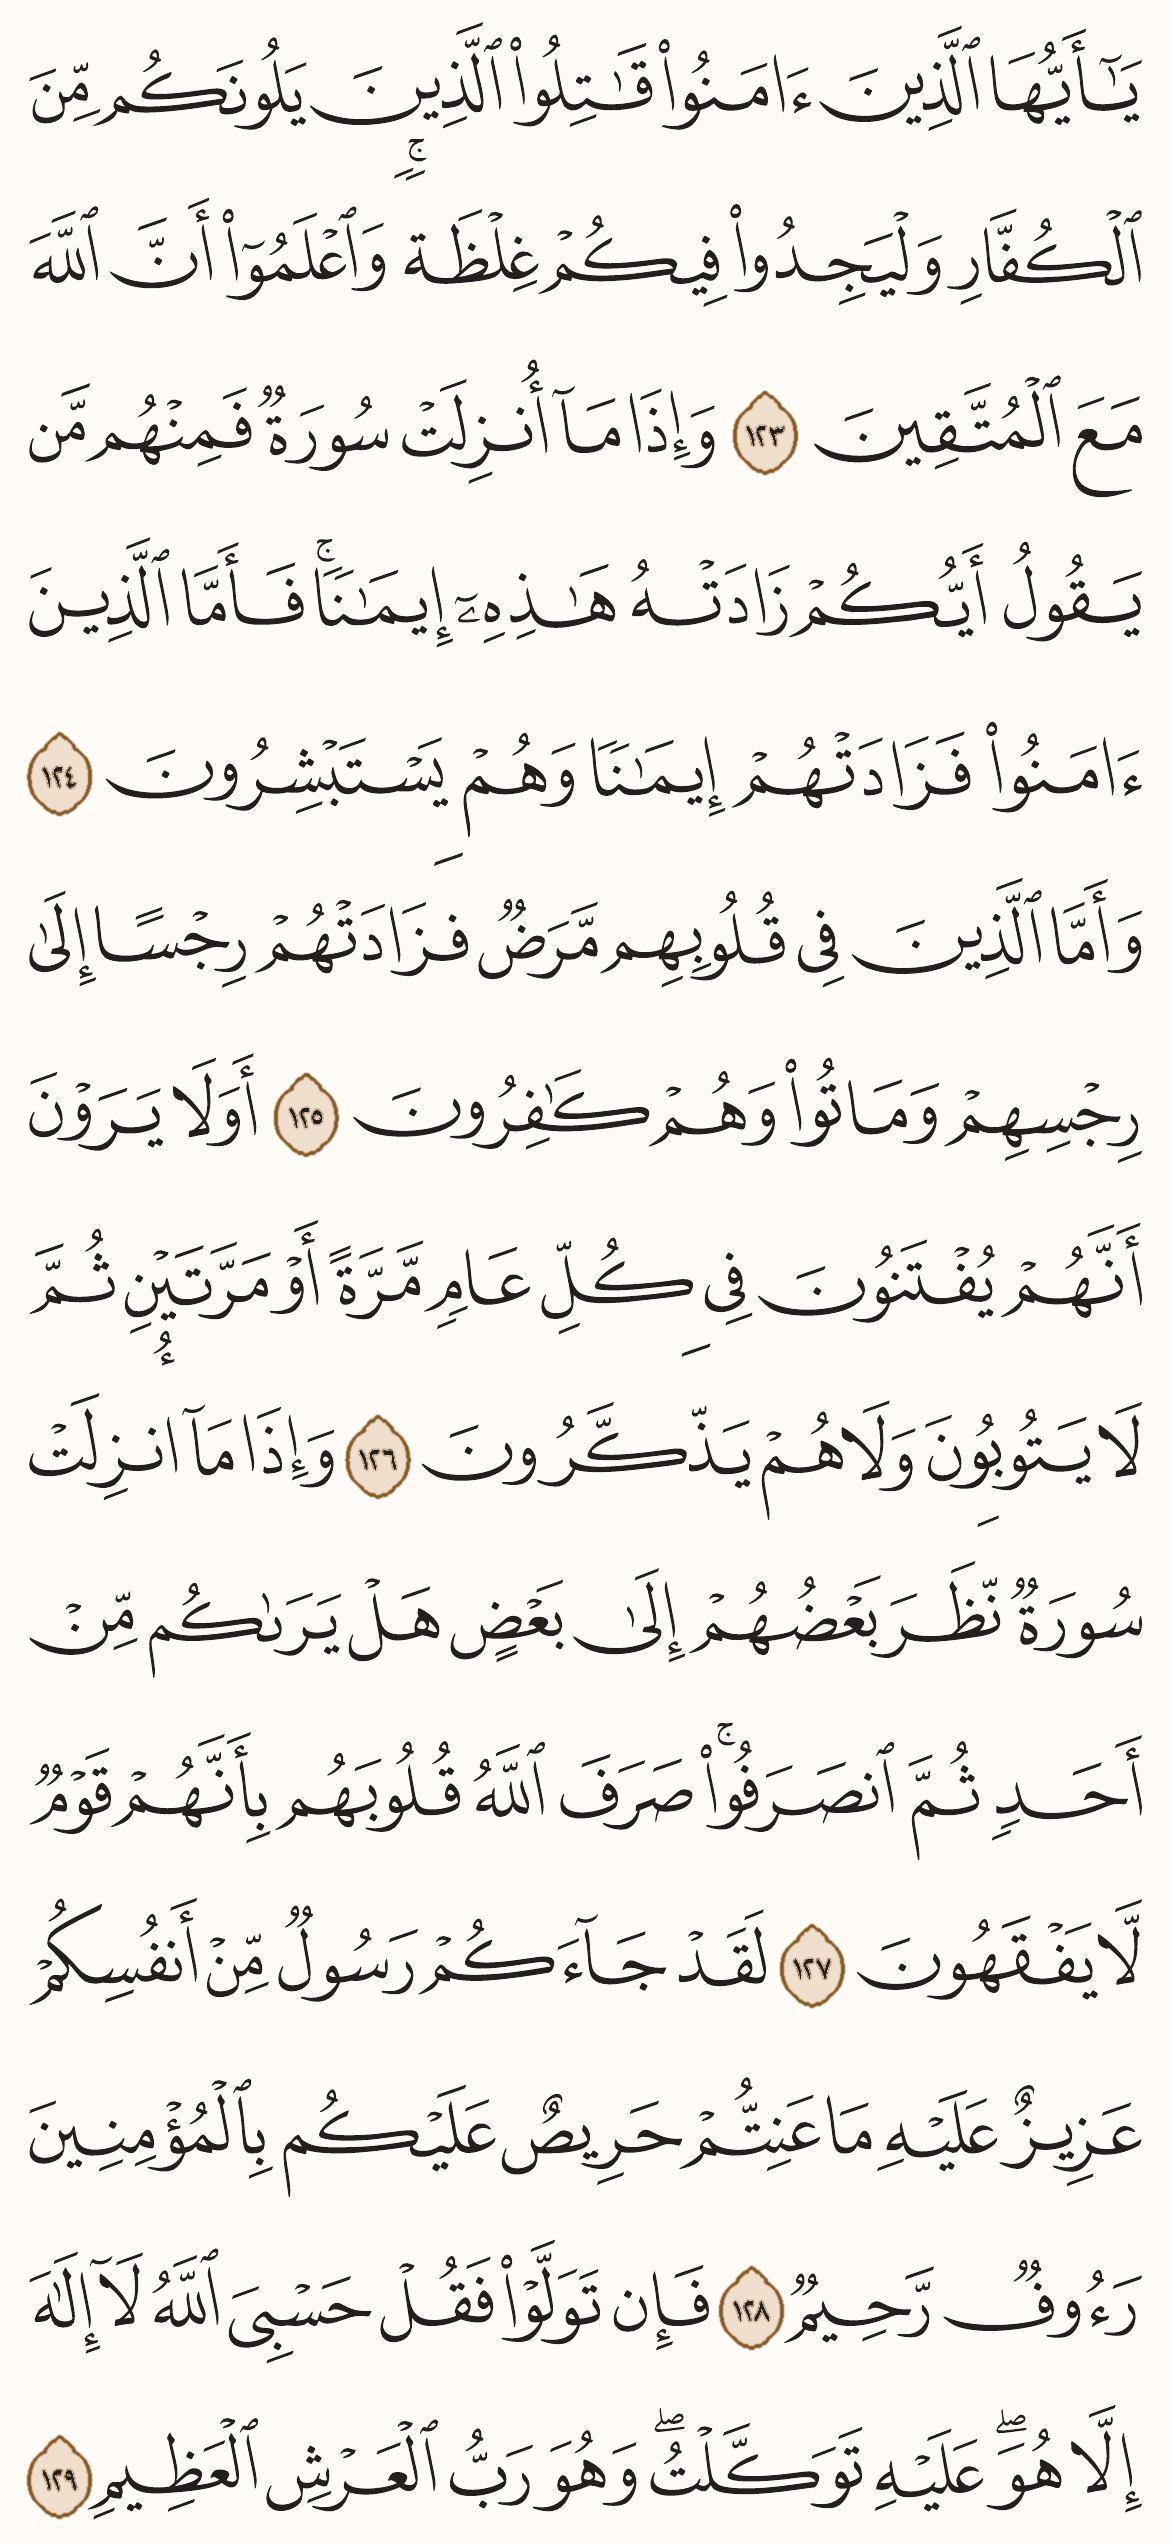 يَـٰٓأَيُّهَا ٱلَّذِينَ ءَامَنُوا۟ قَـٰتِلُوا۟ ٱلَّذِينَ يَلُونَكُم مِّنَ
ٱلْكُفَّارِ وَلْيَجِدُوا۟ فِيكُمْ غِلْظَةًۚ وَٱعْلَمُوٓا۟ أَنَّ ٱللَّهَ
مَعَ ٱلْمُتَّقِينَ ١٢٣ وَإِذَا مَآ أُنزِلَتْ سُورَةٌ فَمِنْهُم مَّن
يَقُولُ أَيُّكُمْ زَادَتْهُ هَـٰذِهِۦٓ إِيمَـٰنًاۚ فَأَمَّا ٱلَّذِينَ
ءَامَنُوا۟ فَزَادَتْهُمْ إِيمَـٰنًا وَهُمْ يَسْتَبْشِرُونَ ١٢٤
وَأَمَّا ٱلَّذِينَ فِى قُلُوبِهِم مَّرَضٌ فَزَادَتْهُمْ رِجْسًا إِلَىٰ
رِجْسِهِمْ وَمَاتُوا۟ وَهُمْ كَـٰفِرُونَ ١٢٥ أَوَلَا يَرَوْنَ
أَنَّهُمْ يُفْتَنُونَ فِى كُلِّ عَامٍ مَّرَّةً أَوْ مَرَّتَيْنِ ثُمَّ
لَا يَتُوبُونَ وَلَا هُمْ يَذَّكَّرُونَ ١٢٦ وَإِذَا مَآ أُنزِلَتْ
سُورَةٌ نَّظَرَ بَعْضُهُمْ إِلَىٰ بَعْضٍ هَلْ يَرَىٰكُم مِّنْ
أَحَدٍ ثُمَّ ٱنصَرَفُوا۟ۚ صَرَفَ ٱللَّهُ قُلُوبَهُم بِأَنَّهُمْ قَوْمٌ
لَّا يَفْقَهُونَ ١٢٧ لَقَدْ جَآءَكُمْ رَسُولٌ مِّنْ أَنفُسِكُمْ
عَزِيزٌ عَلَيْهِ مَا عَنِتُّمْ حَرِيصٌ عَلَيْكُم بِٱلْمُؤْمِنِينَ
رَءُوفٌ رَّحِيمٌ ١٢٨ فَإِن تَوَلَّوْا۟ فَقُلْ حَسْبِىَ ٱللَّهُ لَآ إِلَـٰهَ
إِلَّا هُوَۖ عَلَيْهِ تَوَكَّلْتُۖ وَهُوَ رَبُّ ٱلْعَرْشِ ٱلْعَظِيمِ ١٢٩